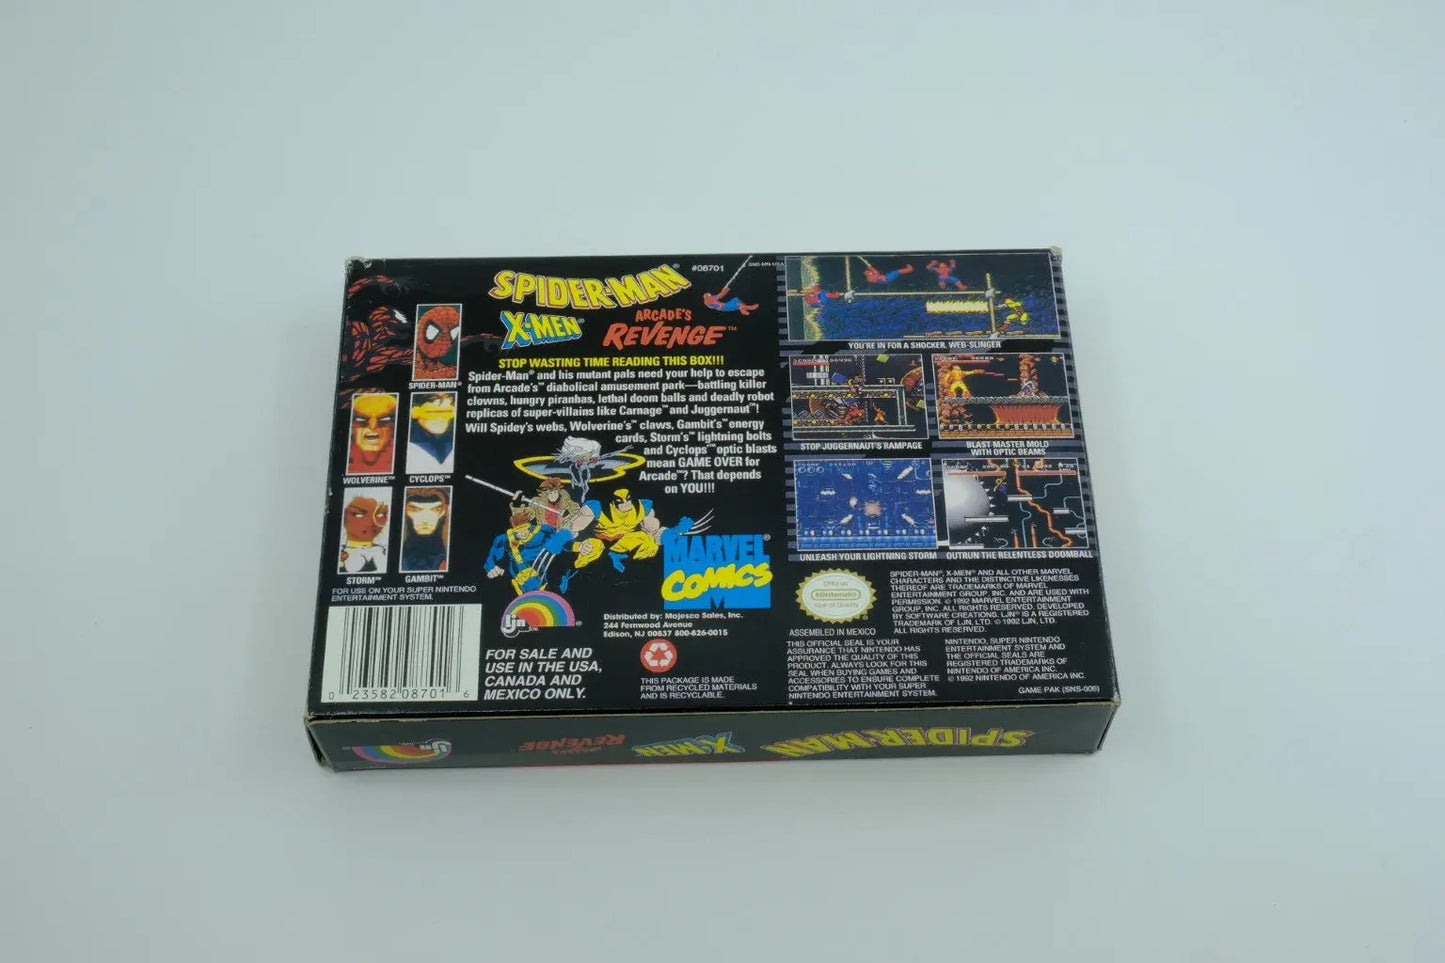 SPIDER-MAN®
#08701
SNS-MN-USA
X-MEN®
ARCADE'S
REVENGE™
STOP WASTING TIME READING THIS BOX!!!
Spider-Man® and his mutant pals need your help to escape
from Arcade's™ diabolical amusement park—battling killer
clowns, hungry piranhas, lethal doom balls and deadly robot
replicas of super-villains like Carnage™ and Juggernaut™!
Will Spidey's webs, Wolverine's™ claws, Gambit's™ energy
cards, Storm's™ lightning bolts
and Cyclops™ optic blasts
mean GAME OVER for
Arcade™? That depends
on YOU!!!
SPIDER-MAN®
WOLVERINE™
CYCLOPS™
STORM™
GAMBIT™
FOR USE ON YOUR SUPER NINTENDO
ENTERTAINMENT SYSTEM.
0 23582 08701 6
LJN
®
FOR SALE AND
USE IN THE USA,
CANADA AND
MEXICO ONLY.
MARVEL®
COMICS
Distributed by: Majesco Sales, Inc.
244 Fernwood Avenue
Edison, NJ 00837 800-826-0015
THIS PACKAGE IS MADE
FROM RECYCLED MATERIALS
AND IS RECYCLABLE.
YOU'RE IN FOR A SHOCKER, WEB-SLINGER
STOP JUGGERNAUT'S RAMPAGE
BLAST MASTER MOLD
WITH OPTIC BEAMS
UNLEASH YOUR LIGHTNING STORM
OUTRUN THE RELENTLESS DOOMBALL
Official
Nintendo
Seal of Quality
ASSEMBLED IN MEXICO
THIS OFFICIAL SEAL IS YOUR
ASSURANCE THAT NINTENDO HAS
APPROVED THE QUALITY OF THIS
PRODUCT. ALWAYS LOOK FOR THIS
SEAL WHEN BUYING GAMES AND
ACCESSORIES TO ENSURE COMPLETE
COMPATIBILITY WITH YOUR SUPER
NINTENDO ENTERTAINMENT SYSTEM.
SPIDER-MAN®, X-MEN® AND ALL OTHER MARVEL
CHARACTERS AND THE DISTINCTIVE LIKENESSES
THEREOF ARE TRADEMARKS OF MARVEL
ENTERTAINMENT GROUP, INC. AND ARE USED WITH
PERMISSION. © 1992 MARVEL ENTERTAINMENT
GROUP, INC. ALL RIGHTS RESERVED. DEVELOPED
BY SOFTWARE CREATIONS. LJN® IS A REGISTERED
TRADEMARK OF LJN, LTD. © 1992 LJN, LTD.
ALL RIGHTS RESERVED.
NINTENDO, SUPER NINTENDO
ENTERTAINMENT SYSTEM AND
THE OFFICIAL SEALS ARE
REGISTERED TRADEMARKS OF
NINTENDO OF AMERICA INC.
© 1992 NINTENDO OF AMERICA INC.
GAME PAK (SNS-006)
SPIDER-MAN
X-MEN
ARCADE'S
REVENGE
LJN